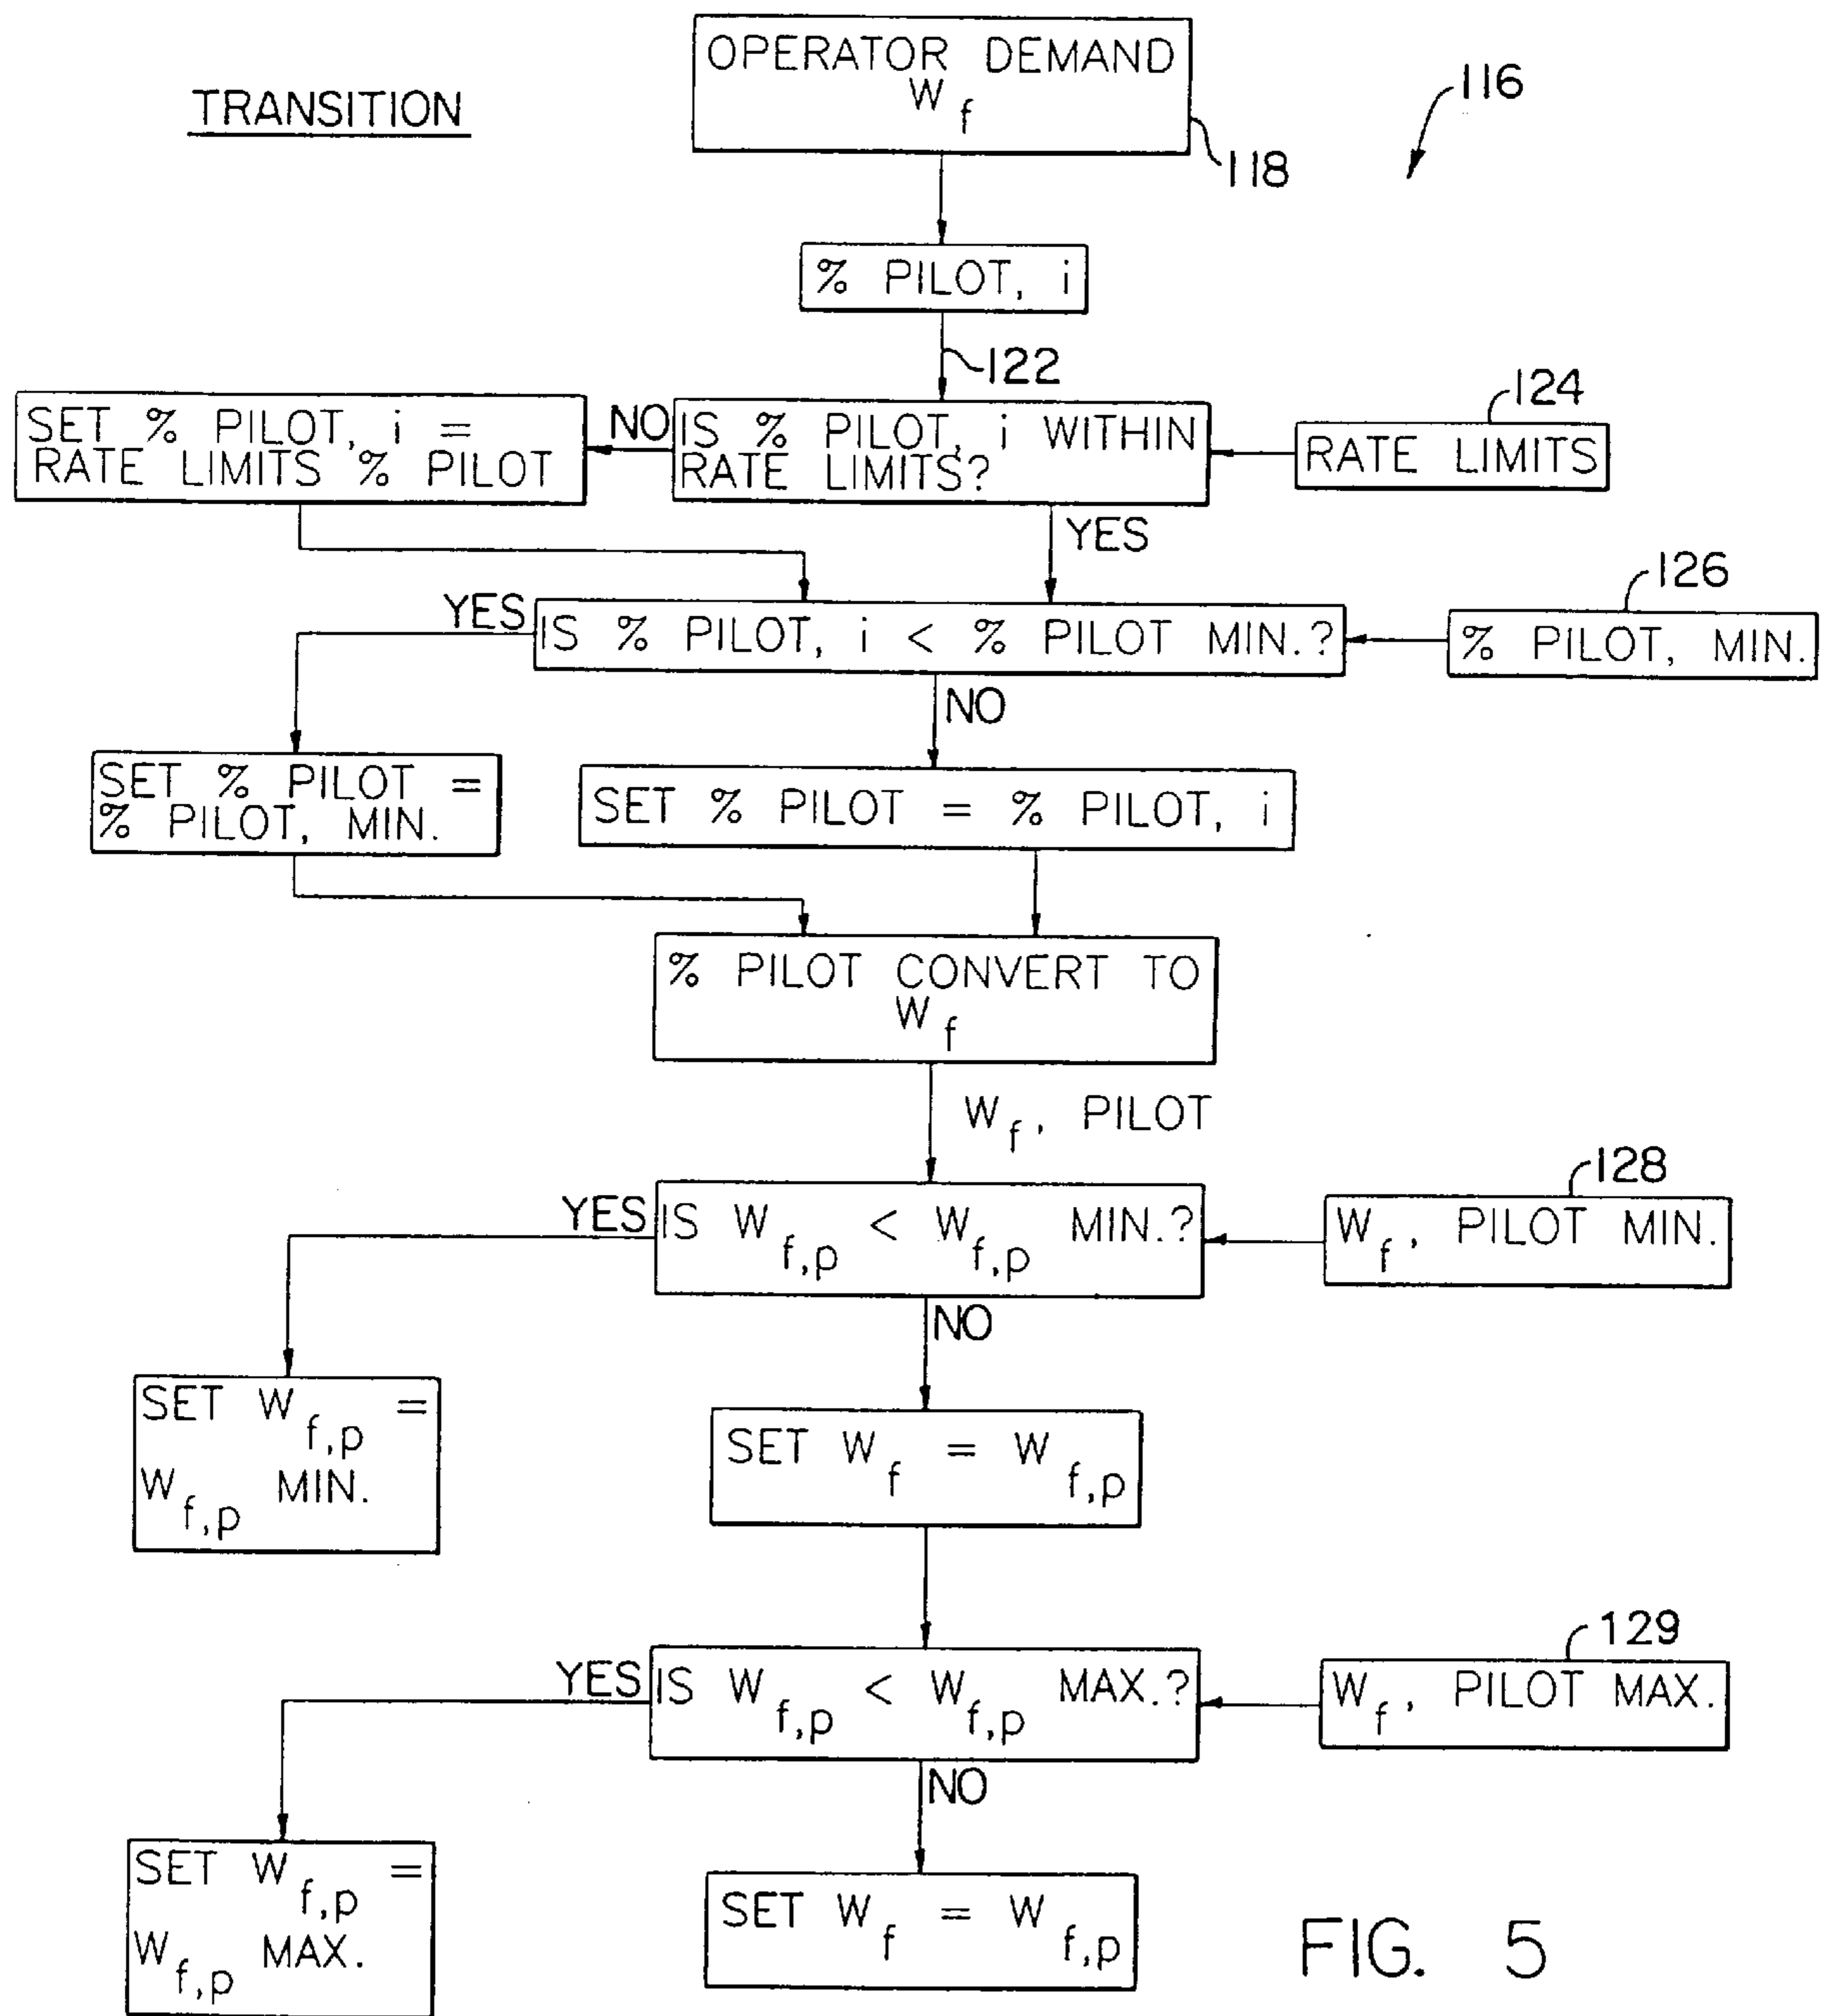 TRANSITION
OPERATOR DEMAND
W f
118
116
% PILOT, i
122
124
SET % PILOT, i =
RATE LIMITS % PILOT
NO
IS % PILOT, i WITHIN
RATE LIMITS?
RATE LIMITS
YES
126
YES
IS % PILOT, i < % PILOT MIN.?
% PILOT, MIN.
NO
SET % PILOT =
% PILOT, MIN.
SET % PILOT = % PILOT, i
% PILOT CONVERT TO
W f
W f, PILOT
128
YES
IS W f,p < W f,p MIN.?
W f, PILOT MIN.
NO
SET W f,p =
W f,p MIN.
SET W f = W f,p
129
YES
IS W f,p < W f,p MAX.?
W f, PILOT MAX.
NO
SET W f,p =
W f,p MAX.
SET W f = W f,p
FIG. 5